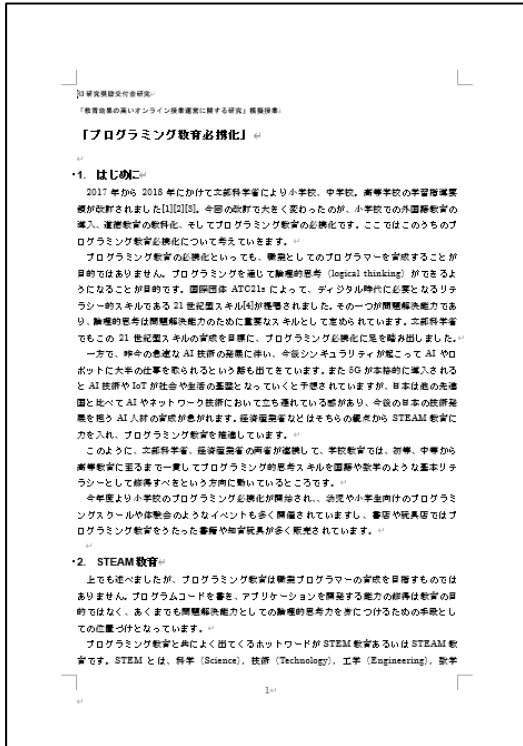 研究奨励交付金研究
「教育効果の高いオンライン授業運営に関する研究」模擬授業
「プログラミング教育必携化」
1. はじめに
2017 年から 2018 年にかけて文部科学省により小学校、中学校。高等学校の学習指導要
領が改訂されました[1][2][3]。今回の改訂で大きく変わったのが、小学校での外国語教育の
導入、道徳教育の教科化、そしてプログラミング教育の必携化です。ここではこのうちのプ
ログラミング教育必携化について考えていきます。
プログラミング教育の必携化といっても、職業としてのプログラマーを育成することが
目的ではありません。プログラミングを通じて論理的思考（logical thinking）ができるよ
うになることが目的です。国際団体 ATC21s によって、ディジタル時代に必要となるリテ
ラシー的スキルである 21 世紀型スキル[4]が提唱されました。その一つが問題解決能力であ
り、論理的思考は問題解決能力のために重要なスキルとして定められています。文部科学省
でもこの 21 世紀型スキルの育成を目標に、プログラミング必携化に足を踏み出しました。
一方で、昨今の急速な AI 技術の発展に伴い、今後シンギュラリティが起こって AI やロ
ボットに大半の仕事を取られるという話も出てきています。また 5G が本格的に導入される
と AI 技術や IoT が社会や生活の基盤となっていくと予想されていますが、日本は他の先進
国と比べて AI やネットワーク技術において立ち遅れている感があり、今後の日本の技術発
展を担う AI 人材の育成が急がれます。経済産業省などはそちらの観点から STEAM 教育に
力を入れ、プログラミング教育を推進しています。
このように、文部科学省、経済産業省の両省が連携して、学校教育では、初等、中等から
高等教育に至るまで一貫してプログラミング的思考スキルを国語や数学のような基本リテ
ラシーとして修得すべきという方向に動いているところです。
今年度より小学校のプログラミング必携化が開始され、、幼児や小学生向けのプログラミ
ングスクールや体験会のようなイベントも多く開催されていますし、書店や玩具店ではプ
ログラミング教育をうたった書籍や知育玩具が多く販売されています。
2. STEAM 教育
上でも述べましたが、プログラミング教育は職業プログラマーの育成を目指すものでは
ありません。プログラムコードを書き、アプリケーションを開発する能力の修得は教育の目
的ではなく、あくまでも問題解決能力としての論理的思考力を身につけるための手段とし
ての位置づけとなっています。
プログラミング教育と共によく出てくるホットワードが STEM 教育あるいは STEAM 教
育です。STEM とは、科学（Science）, 技術（Technology）, 工学（Engineering）, 数学
1